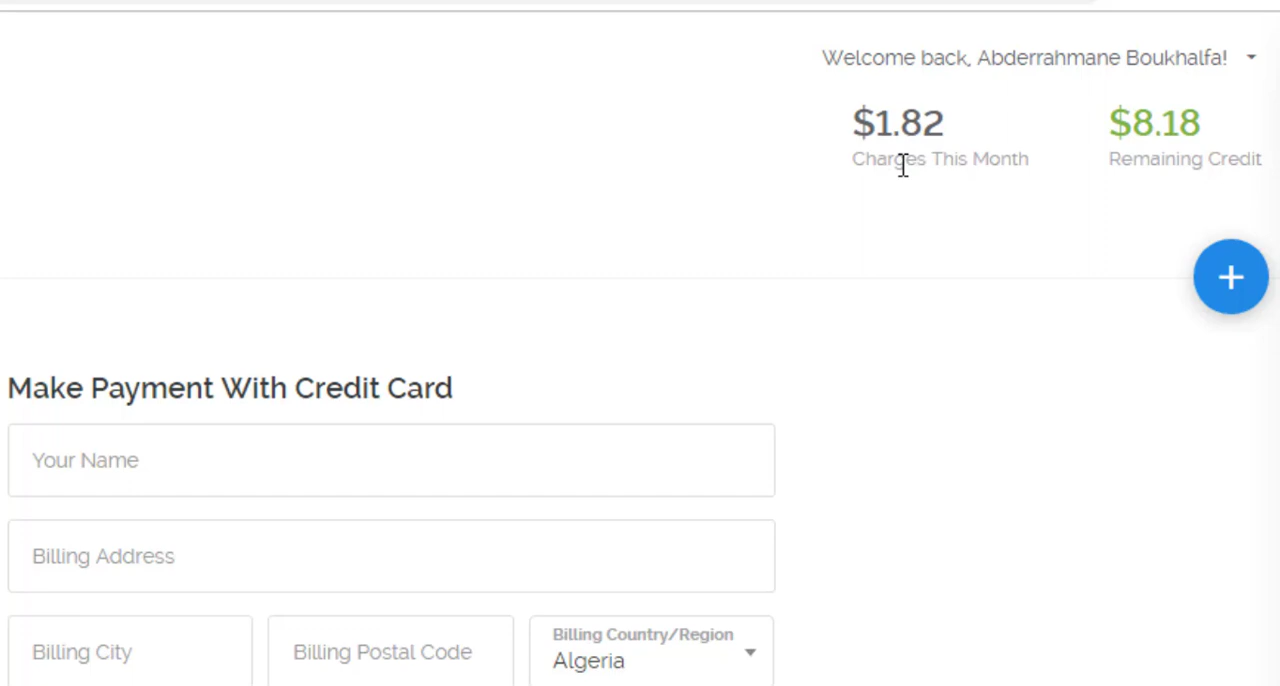 Welcome back, Abderrahmane Boukhalfa!
$1.82 $8.18
Charges This Month Remaining Credit
Make Payment With Credit Card
Your Name
Billing Address
Billing City Billing Postal Code Billing Country/Region
Algeria